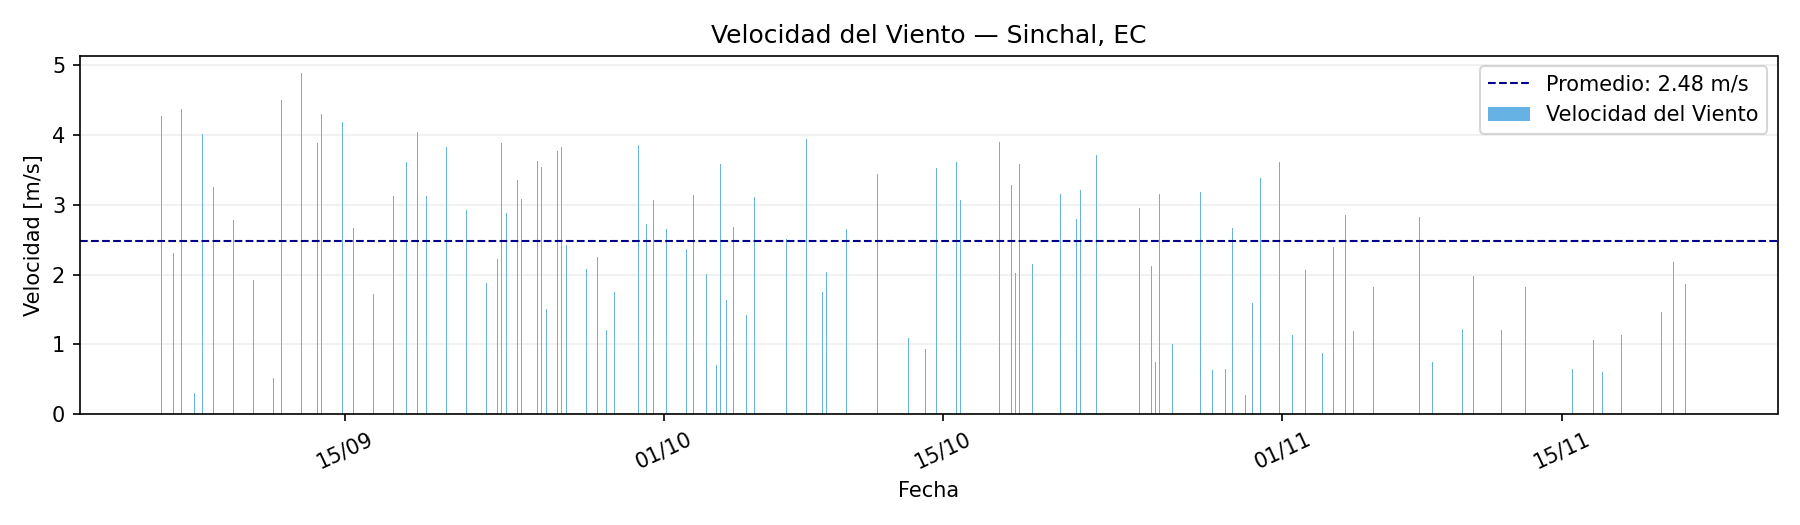 Velocidad del Viento — Sinchal, EC
Promedio: 2.48 m/s
Velocidad del Viento
Velocidad [m/s]
5
4
3
2
1
0
15/09
01/10
15/10
01/11
15/11
Fecha